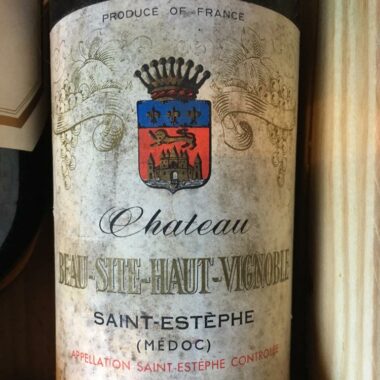 PRODUCE OF FRANCE
Chateau
BEAU-SITE-HAUT-VIGNOBLE
SAINT-ESTÈPHE
(MÉDOC)
APPELLATION SAINT-ESTÈPHE CONTROLÉE